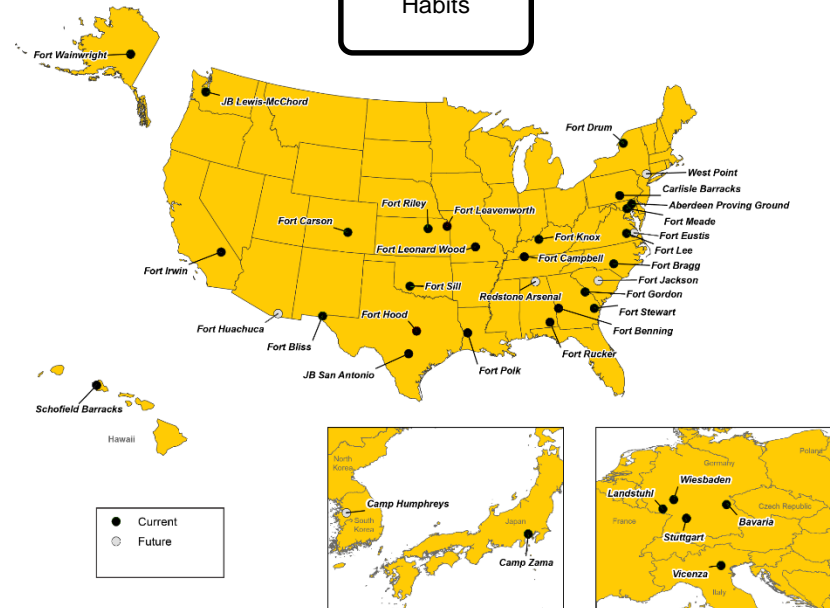 Habits
Fort Wainwright
JB Lewis-McChord
Fort Drum
West Point
Carlisle Barracks
Aberdeen Proving Ground
Fort Meade
Fort Eustis
Fort Lee
Fort Riley
Fort Leavenworth
Fort Carson
Fort Leonard Wood
Fort Knox
Fort Campbell
Fort Bragg
Fort Irwin
Fort Sill
Redstone Arsenal
Fort Jackson
Fort Gordon
Fort Stewart
Fort Huachuca
Fort Hood
Fort Benning
Fort Bliss
Fort Rucker
JB San Antonio
Fort Polk
Schofield Barracks
Hawaii
Current
Future
North
Korea
Camp Humphreys
South
Korea
Japan
Camp Zama
Poland
Germany
Wiesbaden
Landstuhl
Czech Republic
France
Bavaria
Stuttgart
Vicenza
Italy